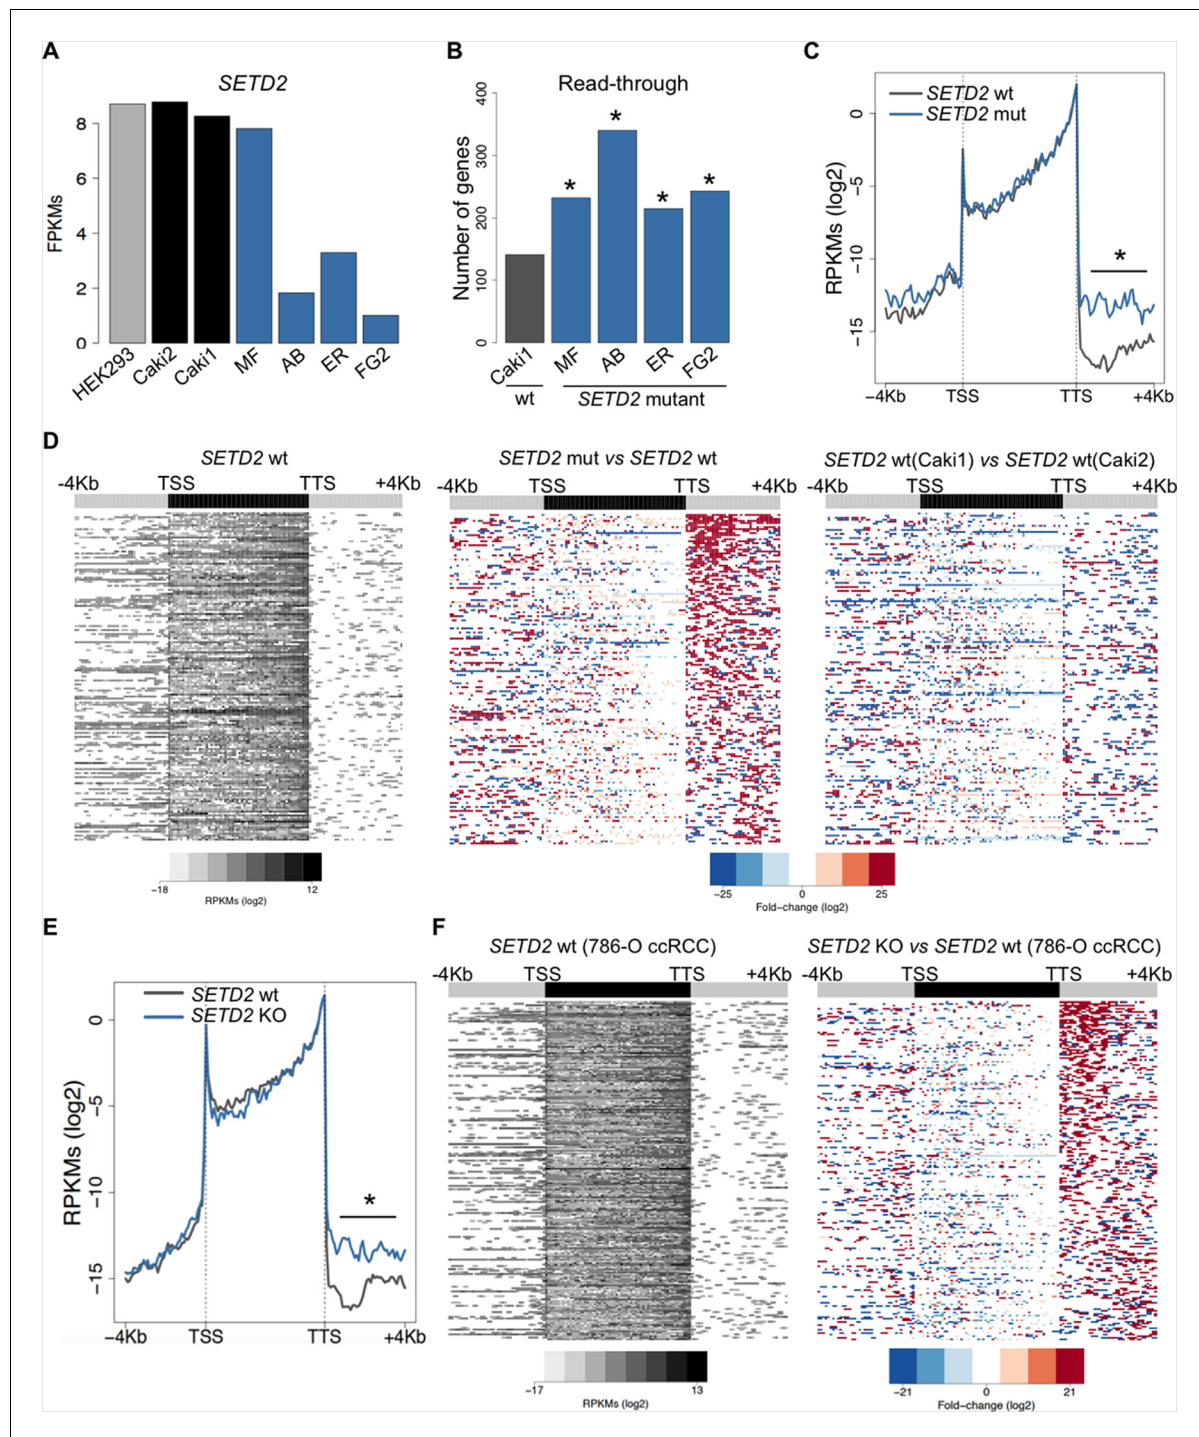 A
SETD2
FPKMs
8
6
4
2
0
HEK293
Caki2
Caki1
MF
AB
ER
FG2
B
Read-through
Number of genes
400
300
200
100
0
*
*
*
*
Caki1
MF
AB
ER
FG2
wt
SETD2 mutant
C
SETD2 wt
SETD2 mut
RPKMs (log2)
0
−5
−10
−15
*
−4Kb
TSS
TTS
+4Kb
D
SETD2 wt
-4Kb TSS TTS +4Kb
−18 12
RPKMs (log2)
SETD2 mut vs SETD2 wt
-4Kb TSS TTS +4Kb
SETD2 wt(Caki1) vs SETD2 wt(Caki2)
-4Kb TSS TTS +4Kb
−25 0 25
Fold−change (log2)
E
SETD2 wt
SETD2 KO
RPKMs (log2)
0
−5
−10
−15
*
−4Kb
TSS
TTS
+4Kb
F
SETD2 wt (786-O ccRCC)
-4Kb TSS TTS +4Kb
−17 13
RPKMs (log2)
SETD2 KO vs SETD2 wt (786-O ccRCC)
-4Kb TSS TTS +4Kb
−21 0 21
Fold−change (log2)